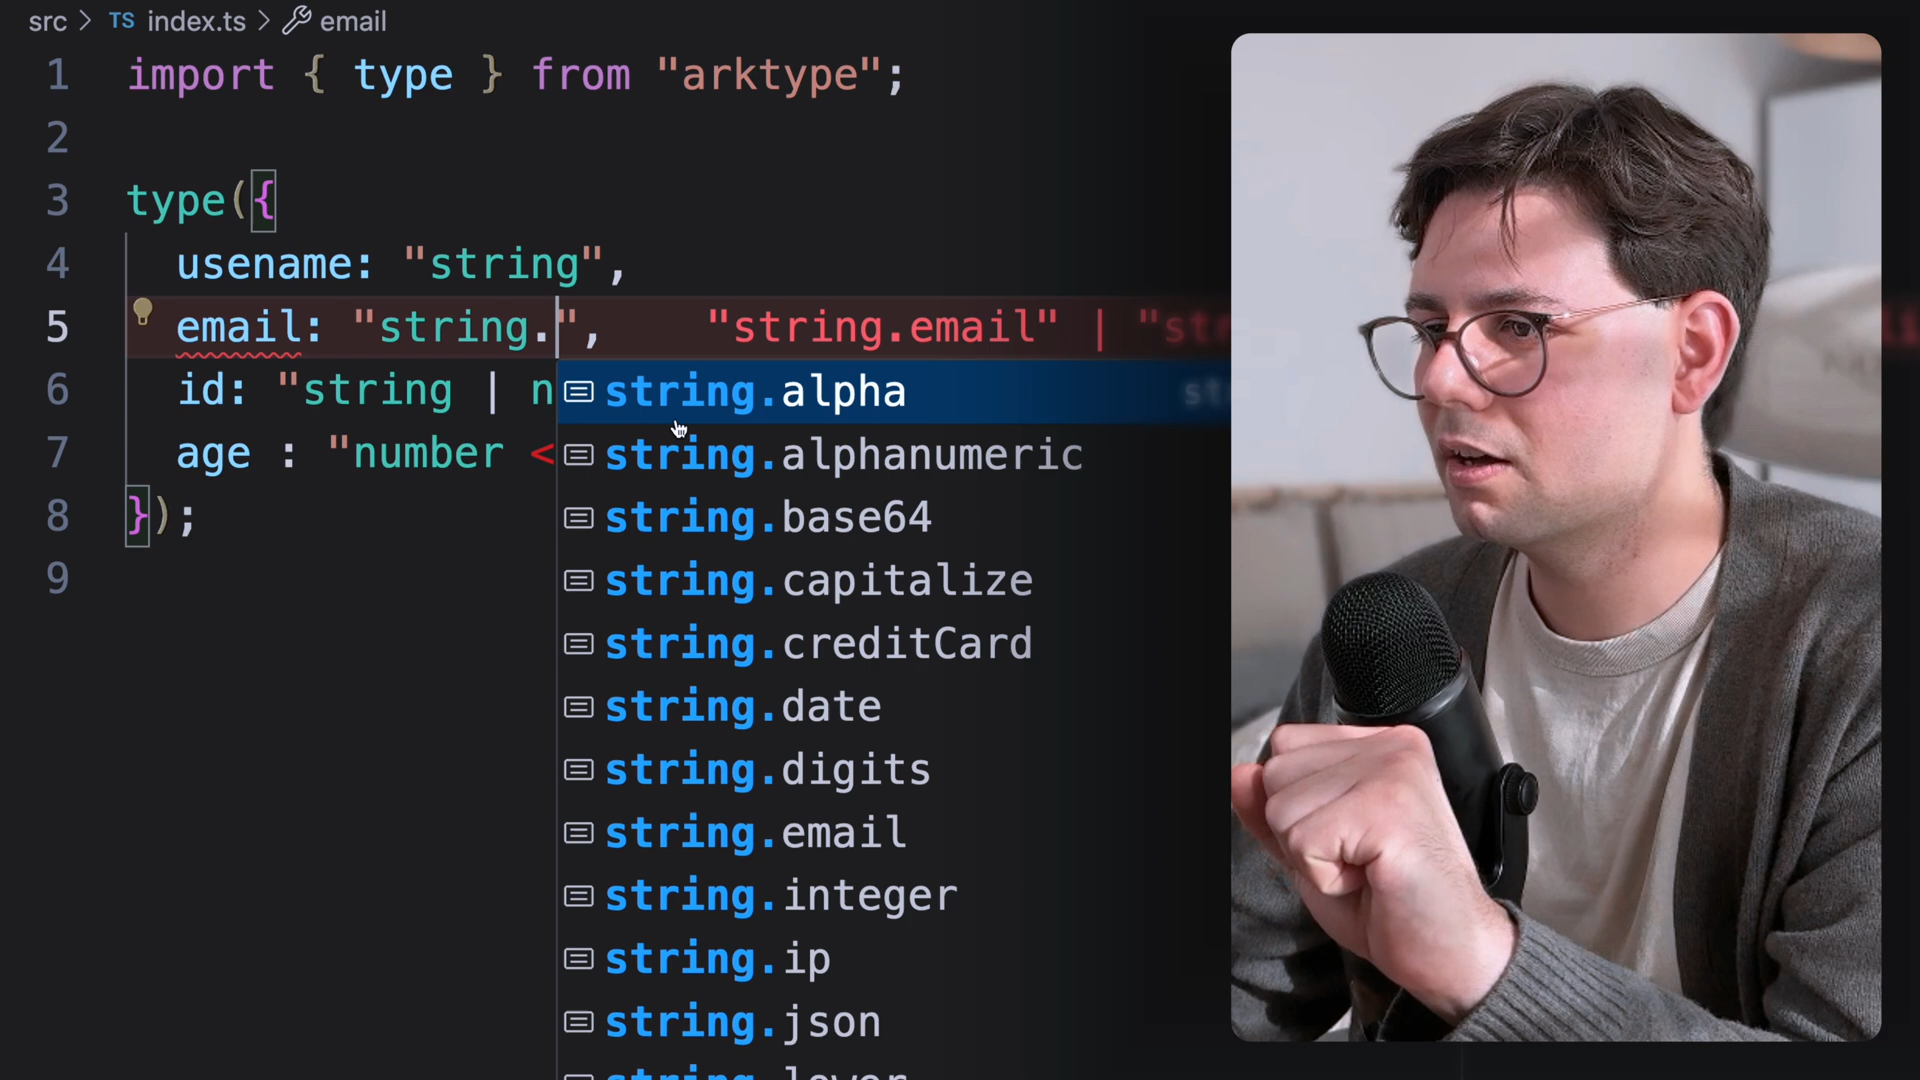 src > TS index.ts > email
1 import { type } from "arktype";
2
3 type({
4 usename: "string",
5 email: "string.", "string.email" | "str
6 id: "string | n
7 age : "number <
8 });
9
string.alpha
string.alphanumeric
string.base64
string.capitalize
string.creditCard
string.date
string.digits
string.email
string.integer
string.ip
string.json